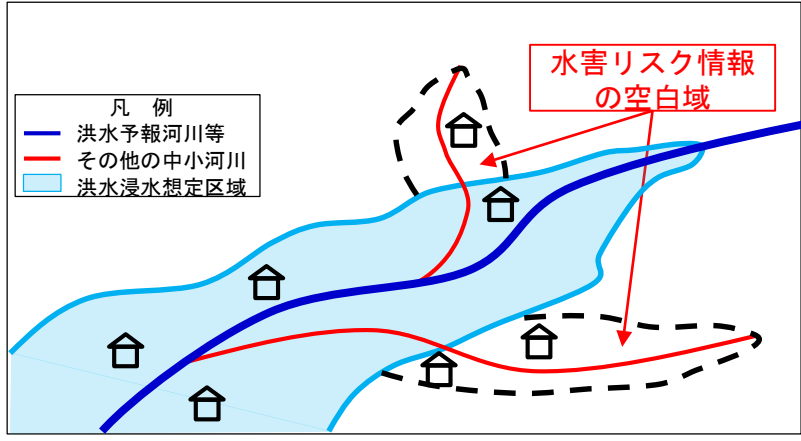 水害リスク情報
の空白域
凡 例
洪水予報河川等
その他の中小河川
洪水浸水想定区域